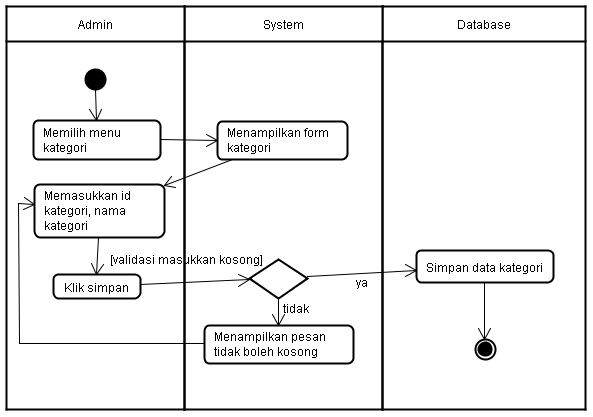 Admin
System
Database
Memilih menu
kategori
Menampilkan form
kategori
Memasukkan id
kategori, nama
kategori
[validasi masukkan kosong]
Klik simpan
ya
Simpan data kategori
tidak
Menampilkan pesan
tidak boleh kosong